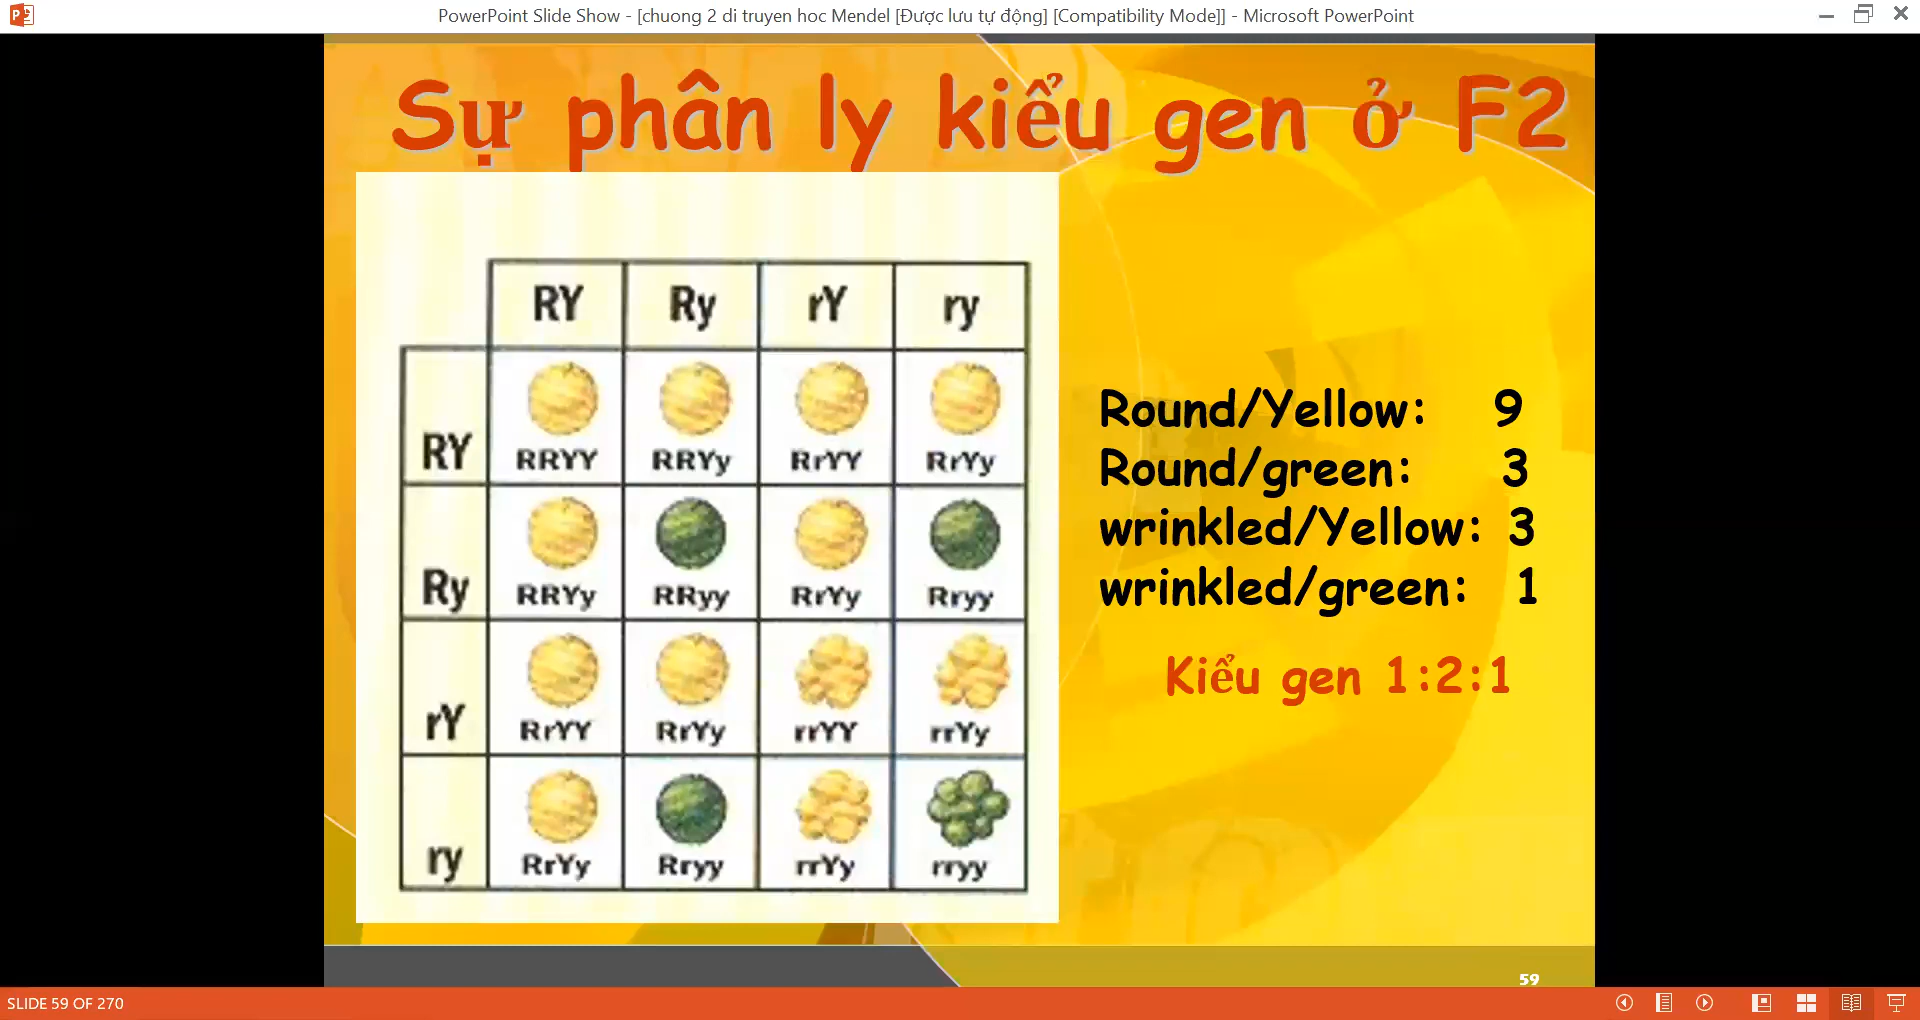 PowerPoint Slide Show - [chuong 2 di truyen hoc Mendel [Được lưu tự động] [Compatibility Mode]] - Microsoft PowerPoint
Sự phân ly kiểu gen ở F2
RY Ry rY ry
RY RRYY RRYy RrYY RrYy
Ry RRYy RRyy RrYy Rryy
rY RrYY RrYy rrYY rrYy
ry RrYy Rryy rrYy rryy
Round/Yellow: 9
Round/green: 3
wrinkled/Yellow: 3
wrinkled/green: 1
Kiểu gen 1:2:1
59
SLIDE 59 OF 270